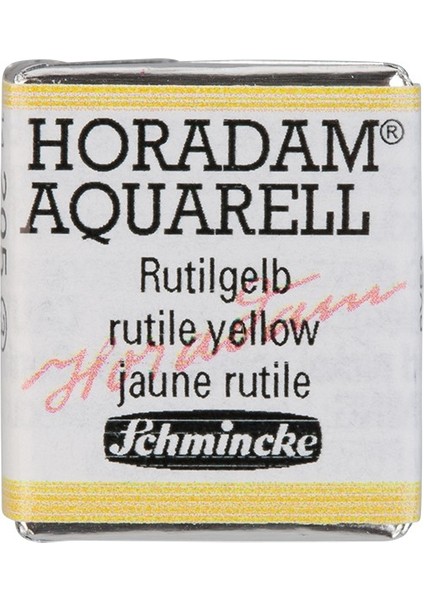 HORADAM®
AQUARELL
Rutilgelb
rutile yellow
jaune rutile
Horadam
Schmincke